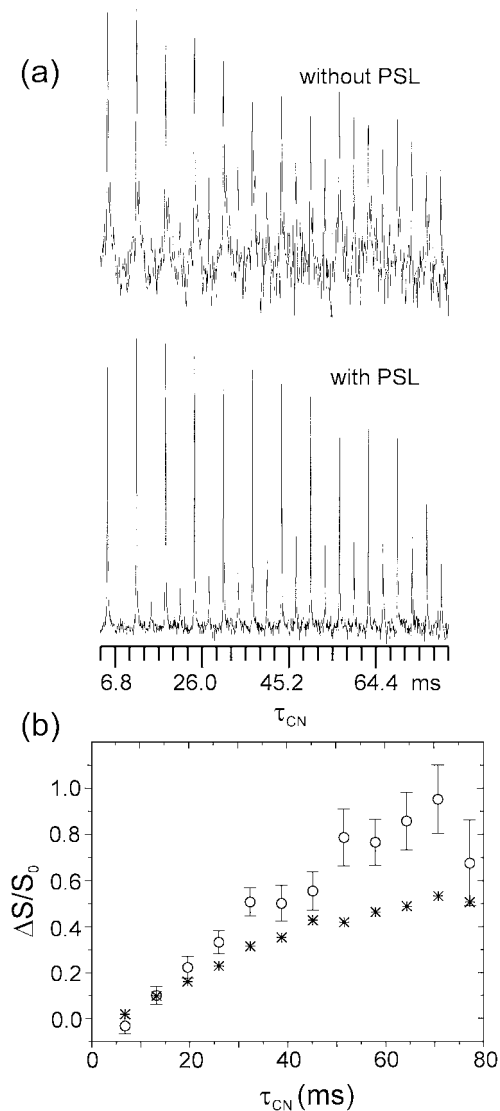 (a)
without PSL
with PSL
6.8 26.0 45.2 64.4 ms
τCN
(b)
ΔS/S₀
1.0
0.8
0.6
0.4
0.2
0.0
0 20 40 60 80
τCN (ms)